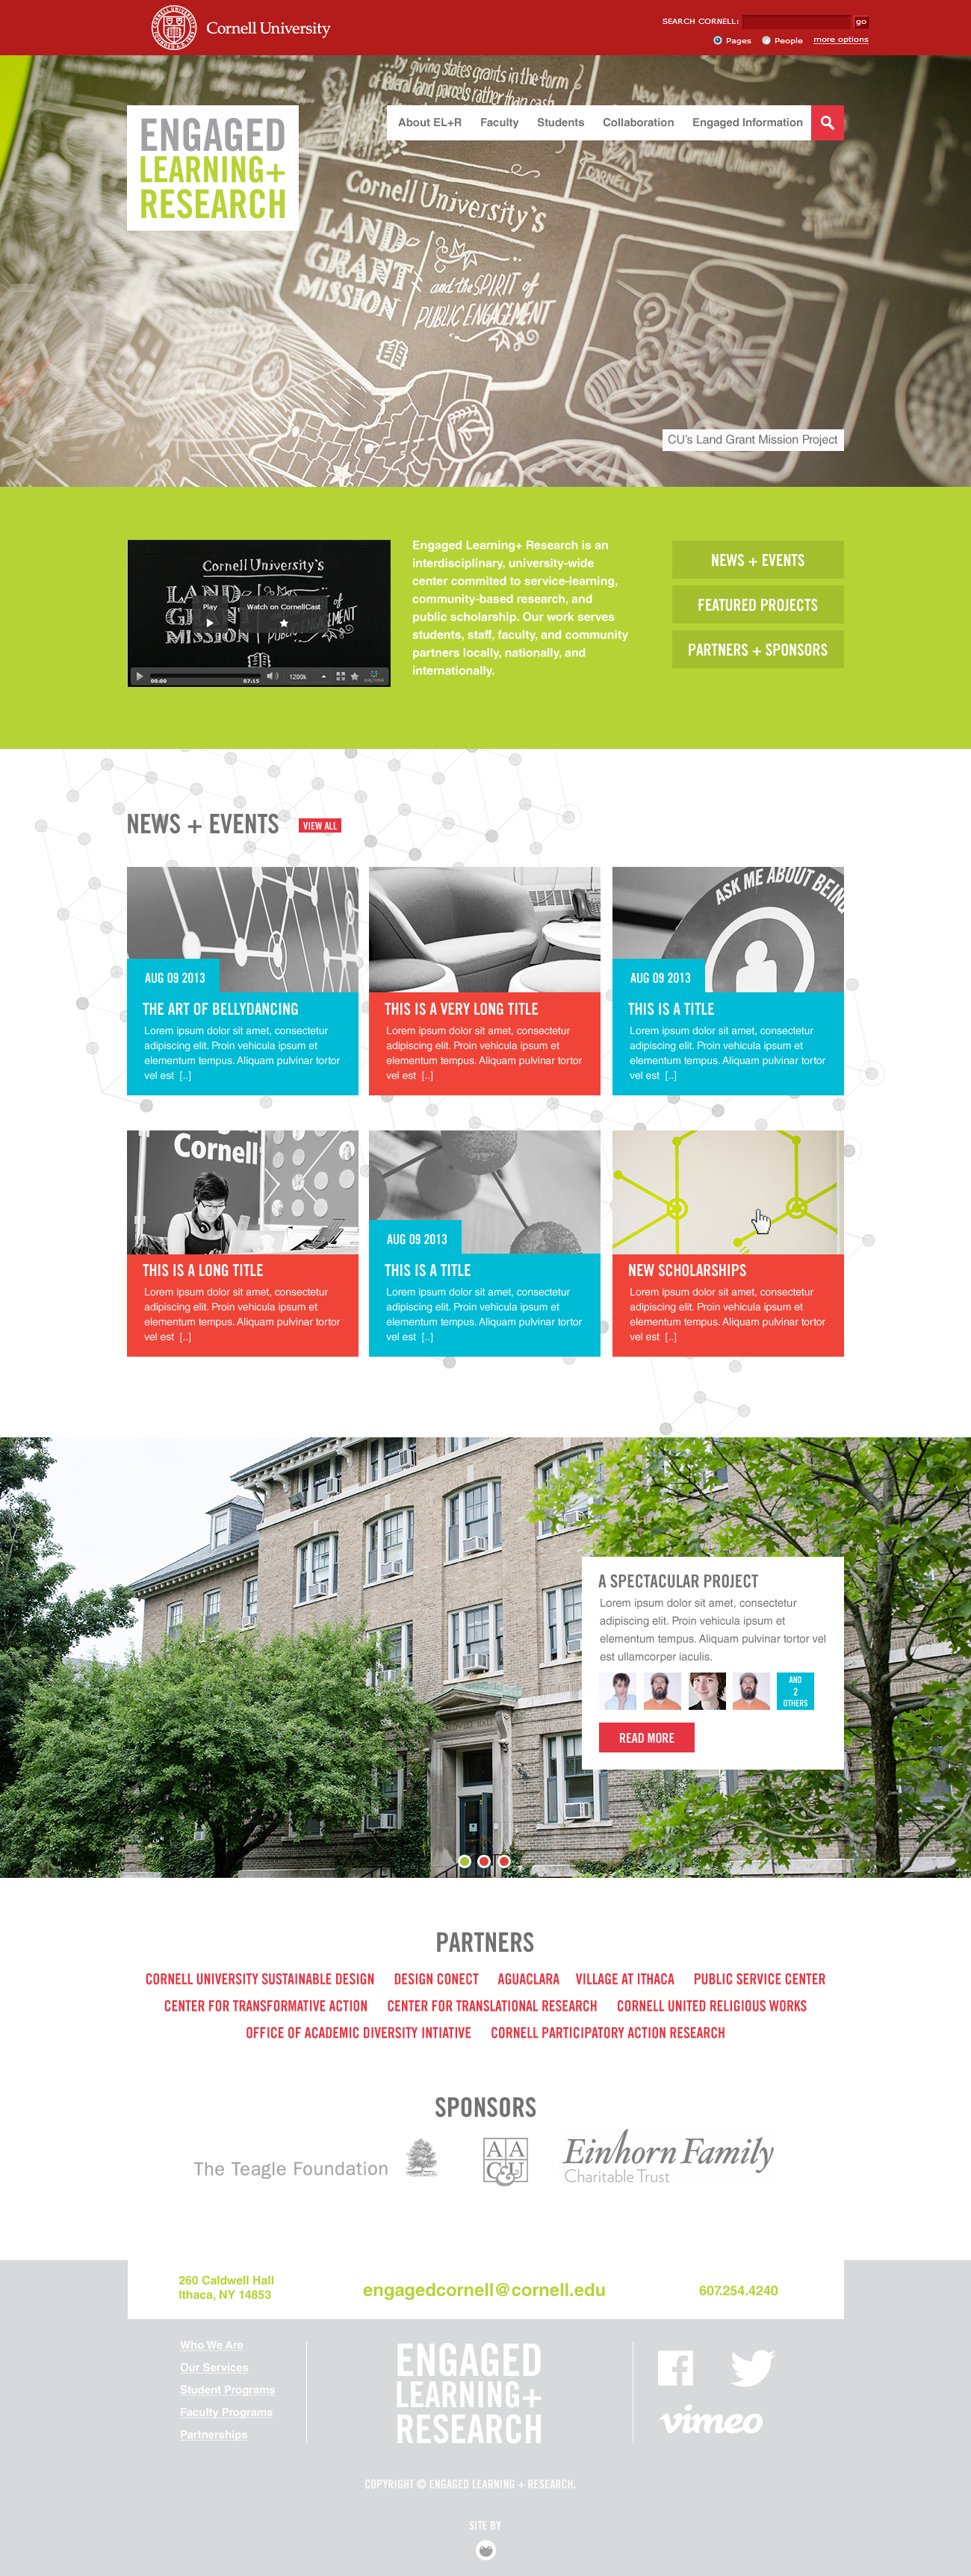 Cornell University
SEARCH CORNELL:
go
Pages
People
more options
...by giving states grants in the form
and parcels rather than cash
New York State
ENGAGED
LEARNING+
RESEARCH
About EL+R
Faculty
Students
Collaboration
Engaged Information
CORNELL
Cornell University's
LAND-
GRANT
MISSION
and the SPIRIT of
PUBLIC ENGAGEMENT
CU's Land Grant Mission Project
Cornell University's
LAND
GRANT
MISSION
Play
Watch on CornellCast
00:00
07:15
1200k
Engaged Learning+ Research is an
interdisciplinary, university-wide
center commited to service-learning,
community-based research, and
public scholarship. Our work serves
students, staff, faculty, and community
partners locally, nationally, and
internationally.
NEWS + EVENTS
FEATURED PROJECTS
PARTNERS + SPONSORS
NEWS + EVENTS
VIEW ALL
ASK ME ABOUT BEING
AUG 09 2013
AUG 09 2013
THE ART OF BELLYDANCING
Lorem ipsum dolor sit amet, consectetur
adipiscing elit. Proin vehicula ipsum et
elementum tempus. Aliquam pulvinar tortor
vel est [..]
THIS IS A VERY LONG TITLE
Lorem ipsum dolor sit amet, consectetur
adipiscing elit. Proin vehicula ipsum et
elementum tempus. Aliquam pulvinar tortor
vel est [..]
THIS IS A TITLE
Lorem ipsum dolor sit amet, consectetur
adipiscing elit. Proin vehicula ipsum et
elementum tempus. Aliquam pulvinar tortor
vel est [..]
Cornell
AUG 09 2013
THIS IS A LONG TITLE
Lorem ipsum dolor sit amet, consectetur
adipiscing elit. Proin vehicula ipsum et
elementum tempus. Aliquam pulvinar tortor
vel est [..]
THIS IS A TITLE
Lorem ipsum dolor sit amet, consectetur
adipiscing elit. Proin vehicula ipsum et
elementum tempus. Aliquam pulvinar tortor
vel est [..]
NEW SCHOLARSHIPS
Lorem ipsum dolor sit amet, consectetur
adipiscing elit. Proin vehicula ipsum et
elementum tempus. Aliquam pulvinar tortor
vel est [..]
A SPECTACULAR PROJECT
Lorem ipsum dolor sit amet, consectetur
adipiscing elit. Proin vehicula ipsum et
elementum tempus. Aliquam pulvinar tortor vel
est ullamcorper iaculis.
AND
2
OTHERS
READ MORE
CALDWELL HALL
PARTNERS
CORNELL UNIVERSITY SUSTAINABLE DESIGN DESIGN CONECT AGUACLARA VILLAGE AT ITHACA PUBLIC SERVICE CENTER
CENTER FOR TRANSFORMATIVE ACTION CENTER FOR TRANSLATIONAL RESEARCH CORNELL UNITED RELIGIOUS WORKS
OFFICE OF ACADEMIC DIVERSITY INTIATIVE CORNELL PARTICIPATORY ACTION RESEARCH
SPONSORS
The Teagle Foundation
AA
C&U
Einhorn Family
Charitable Trust
260 Caldwell Hall
Ithaca, NY 14853
engagedcornell@cornell.edu
607.254.4240
Who We Are
Our Services
Student Programs
Faculty Programs
Partnerships
ENGAGED
LEARNING+
RESEARCH
vimeo
COPYRIGHT © ENGAGED LEARNING + RESEARCH.
SITE BY